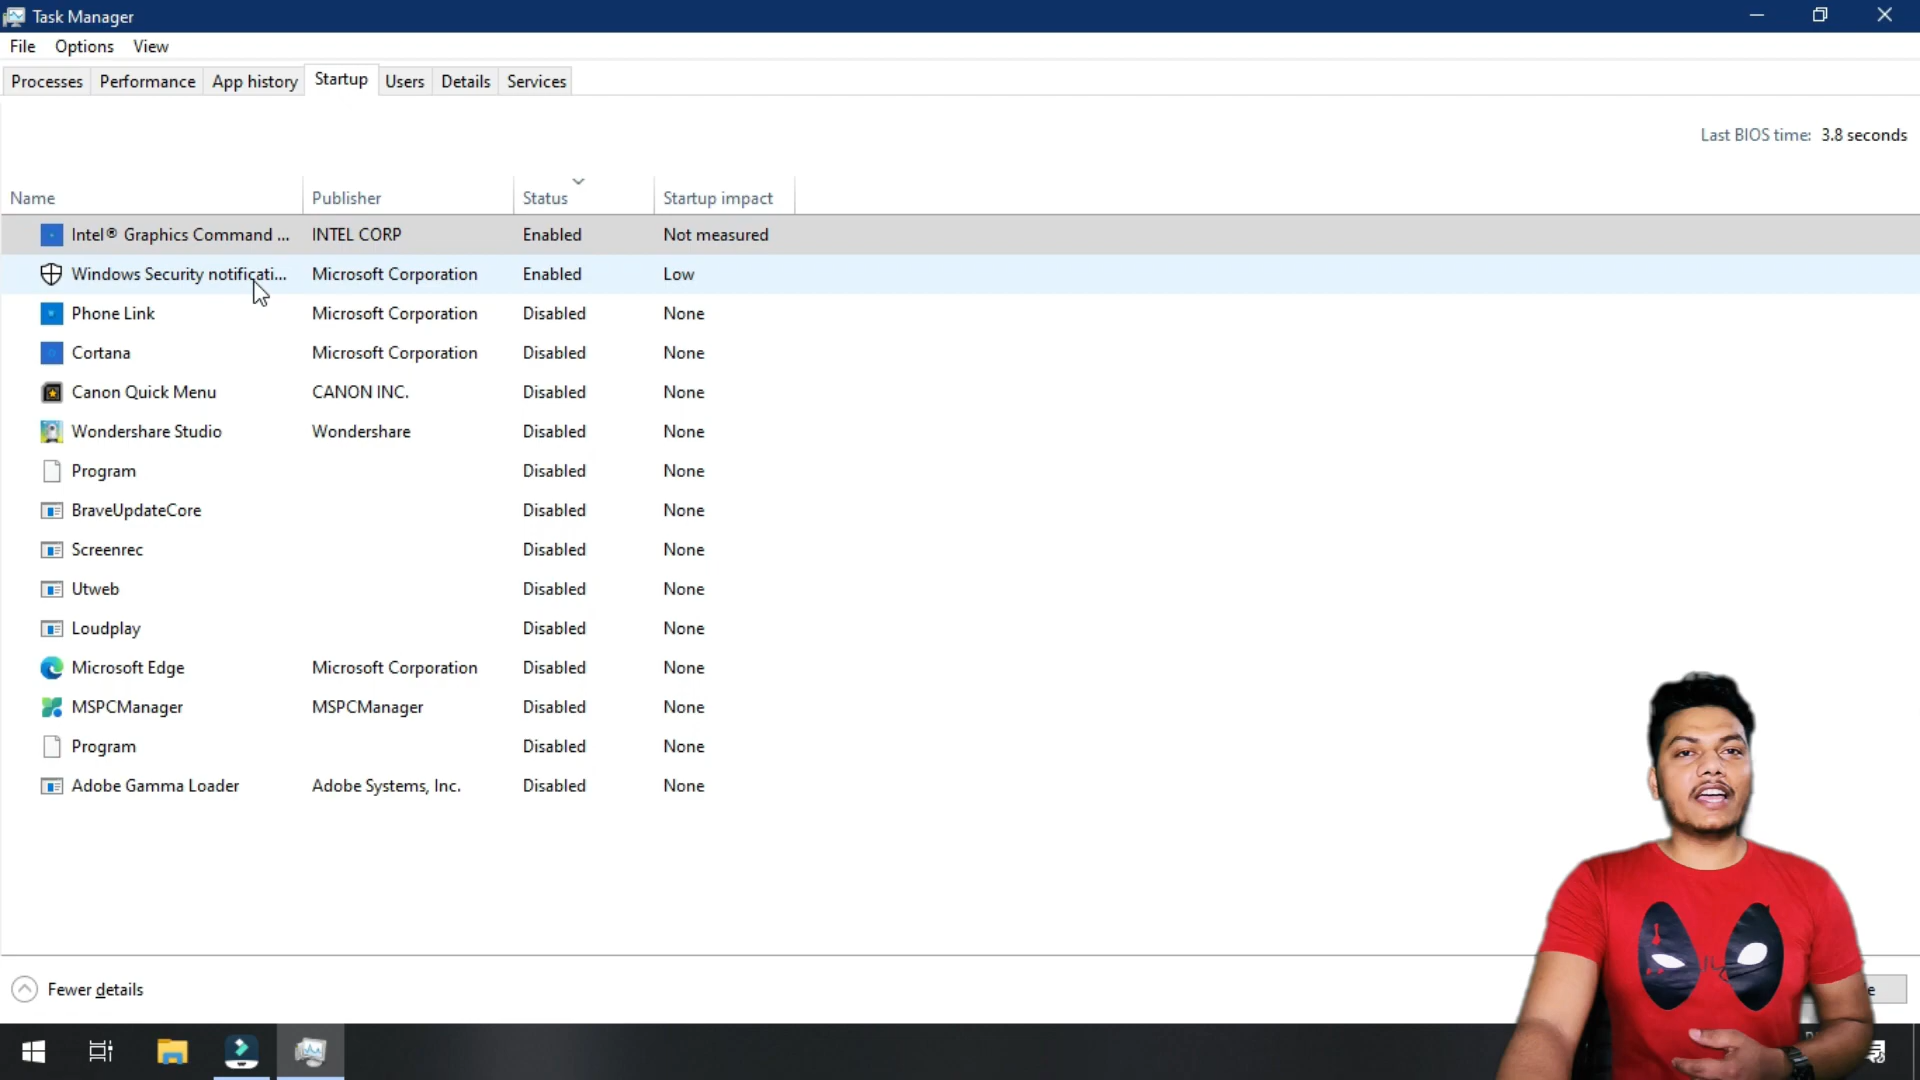 Task Manager
File Options View
Processes Performance App history Startup Users Details Services
Last BIOS time: 3.8 seconds
Name Publisher Status Startup impact
Intel® Graphics Command ... INTEL CORP Enabled Not measured
Windows Security notificati... Microsoft Corporation Enabled Low
Phone Link Microsoft Corporation Disabled None
Cortana Microsoft Corporation Disabled None
Canon Quick Menu CANON INC. Disabled None
Wondershare Studio Wondershare Disabled None
Program Disabled None
BraveUpdateCore Disabled None
Screenrec Disabled None
Utweb Disabled None
Loudplay Disabled None
Microsoft Edge Microsoft Corporation Disabled None
MSPCManager MSPCManager Disabled None
Program Disabled None
Adobe Gamma Loader Adobe Systems, Inc. Disabled None
Fewer details